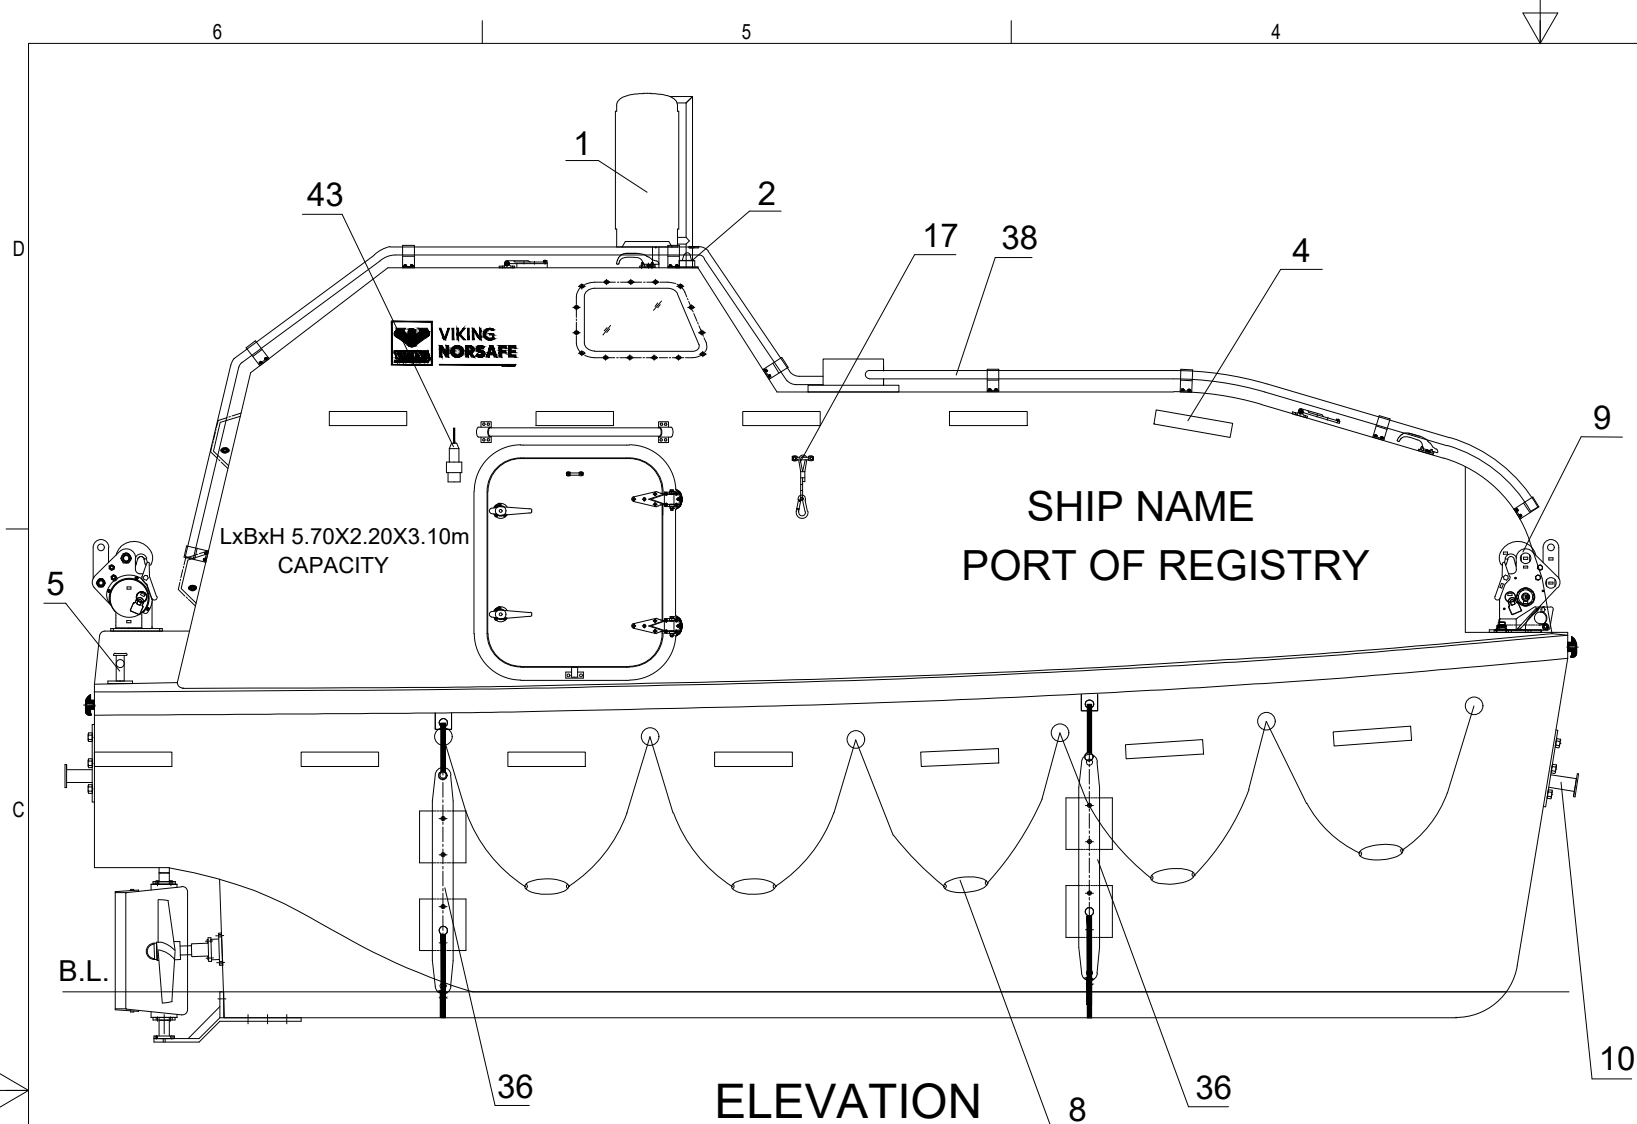 6
5
4
1
43
2
17
38
4
D
VIKING
NORSAFE
9
SHIP NAME
LxBxH 5.70X2.20X3.10m
CAPACITY
PORT OF REGISTRY
5
C
B.L.
10
36
ELEVATION
8
36